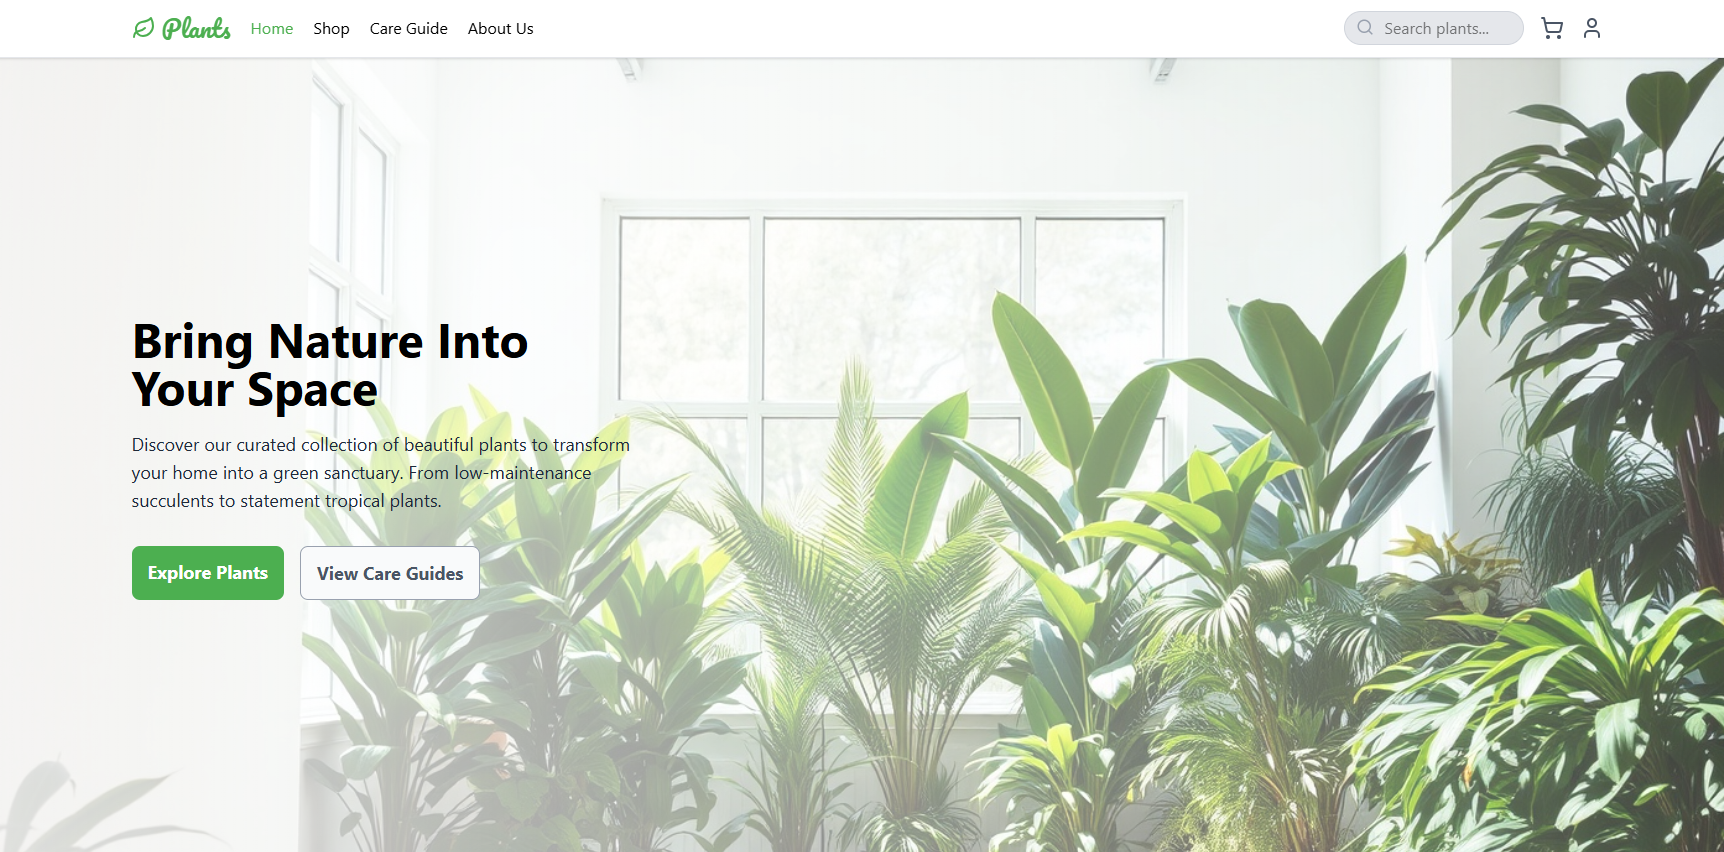 Plants
Home
Shop
Care Guide
About Us
Search plants...
Bring Nature Into
Your Space
Discover our curated collection of beautiful plants to transform
your home into a green sanctuary. From low-maintenance
succulents to statement tropical plants.
Explore Plants
View Care Guides